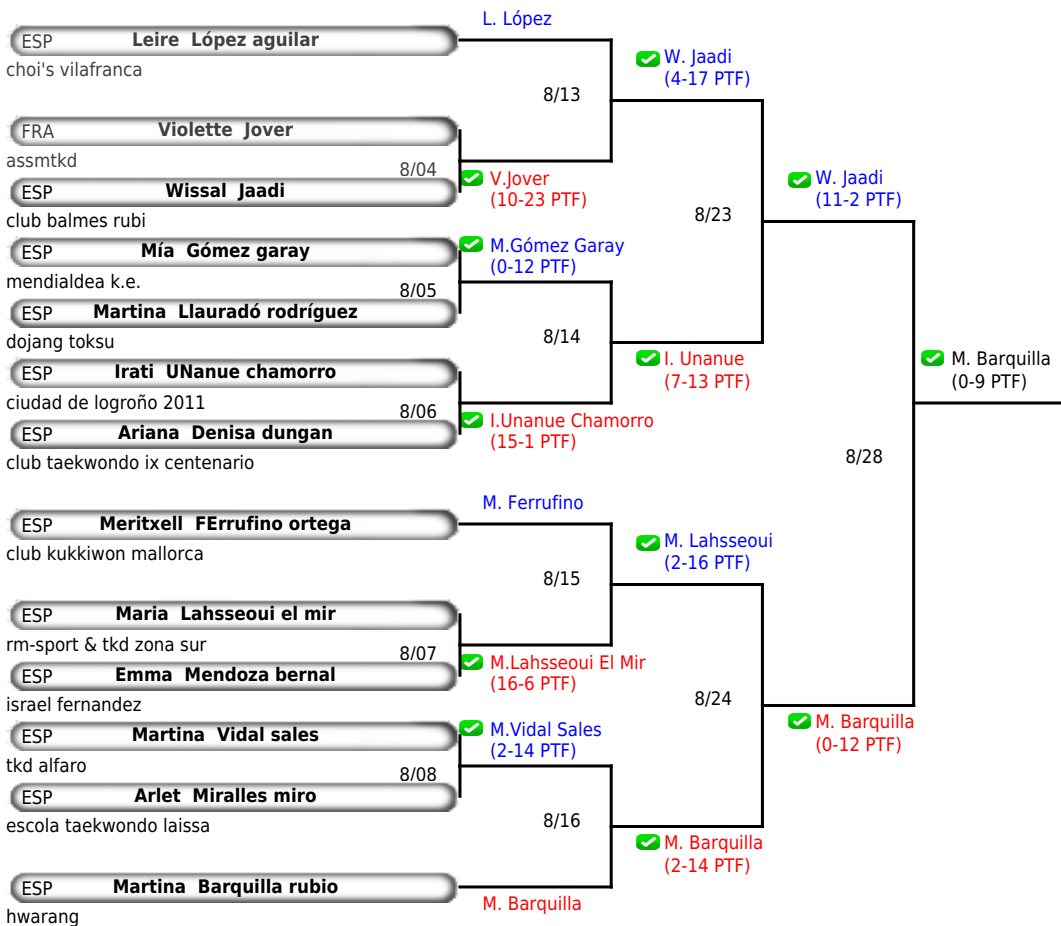 L. López
ESP Leire López aguilar
choi's vilafranca
W. Jaadi
(4-17 PTF)
8/13
FRA Violette Jover
assmtkd
8/04
V.Jover
(10-23 PTF)
ESP Wissal Jaadi
club balmes rubi
W. Jaadi
(11-2 PTF)
8/23
ESP Mía Gómez garay
mendialdea k.e.
M.Gómez Garay
(0-12 PTF)
8/05
ESP Martina Llauradó rodríguez
dojang toksu
8/14
I. Unanue
(7-13 PTF)
M. Barquilla
(0-9 PTF)
ESP Irati UNanue chamorro
ciudad de logroño 2011
8/06
I.Unanue Chamorro
(15-1 PTF)
ESP Ariana Denisa dungan
club taekwondo ix centenario
8/28
M. Ferrufino
ESP Meritxell FErrufino ortega
club kukkiwon mallorca
M. Lahsseoui
(2-16 PTF)
8/15
ESP Maria Lahsseoui el mir
rm-sport & tkd zona sur
8/07
M.Lahsseoui El Mir
(16-6 PTF)
ESP Emma Mendoza bernal
israel fernandez
8/24
M. Barquilla
(0-12 PTF)
ESP Martina Vidal sales
tkd alfaro
M.Vidal Sales
(2-14 PTF)
8/08
ESP Arlet Miralles miro
escola taekwondo laissa
8/16
M. Barquilla
(2-14 PTF)
ESP Martina Barquilla rubio
hwarang
M. Barquilla